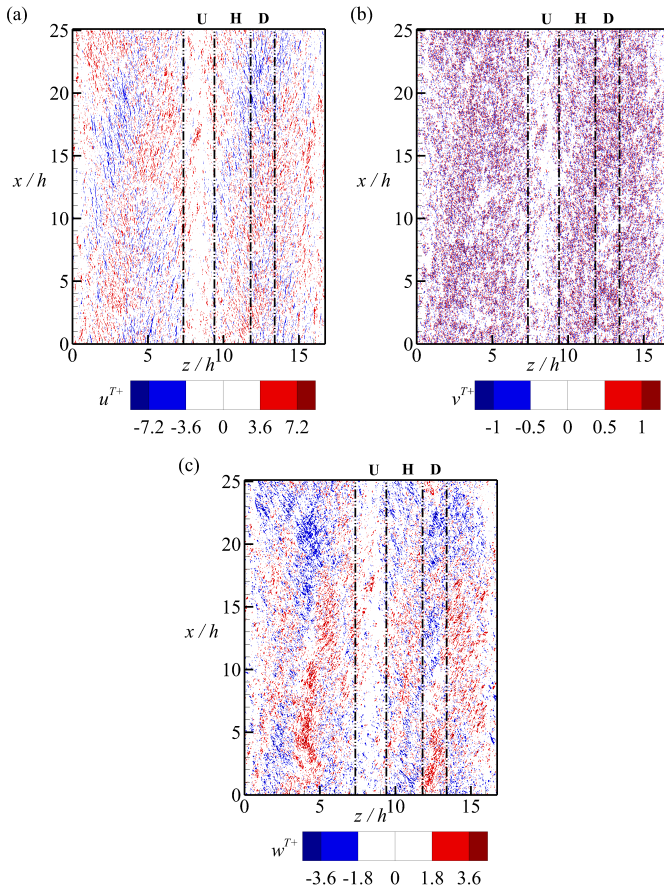 (a)
U H D
25
20
15
x / h
10
5
0
0 5 10 15
z / h
u^{T+}
-7.2 -3.6 0 3.6 7.2
(b)
U H D
25
20
15
x / h
10
5
0
0 5 10 15
z / h
v^{T+}
-1 -0.5 0 0.5 1
(c)
U H D
25
20
15
x / h
10
5
0
0 5 10 15
z / h
w^{T+}
-3.6 -1.8 0 1.8 3.6